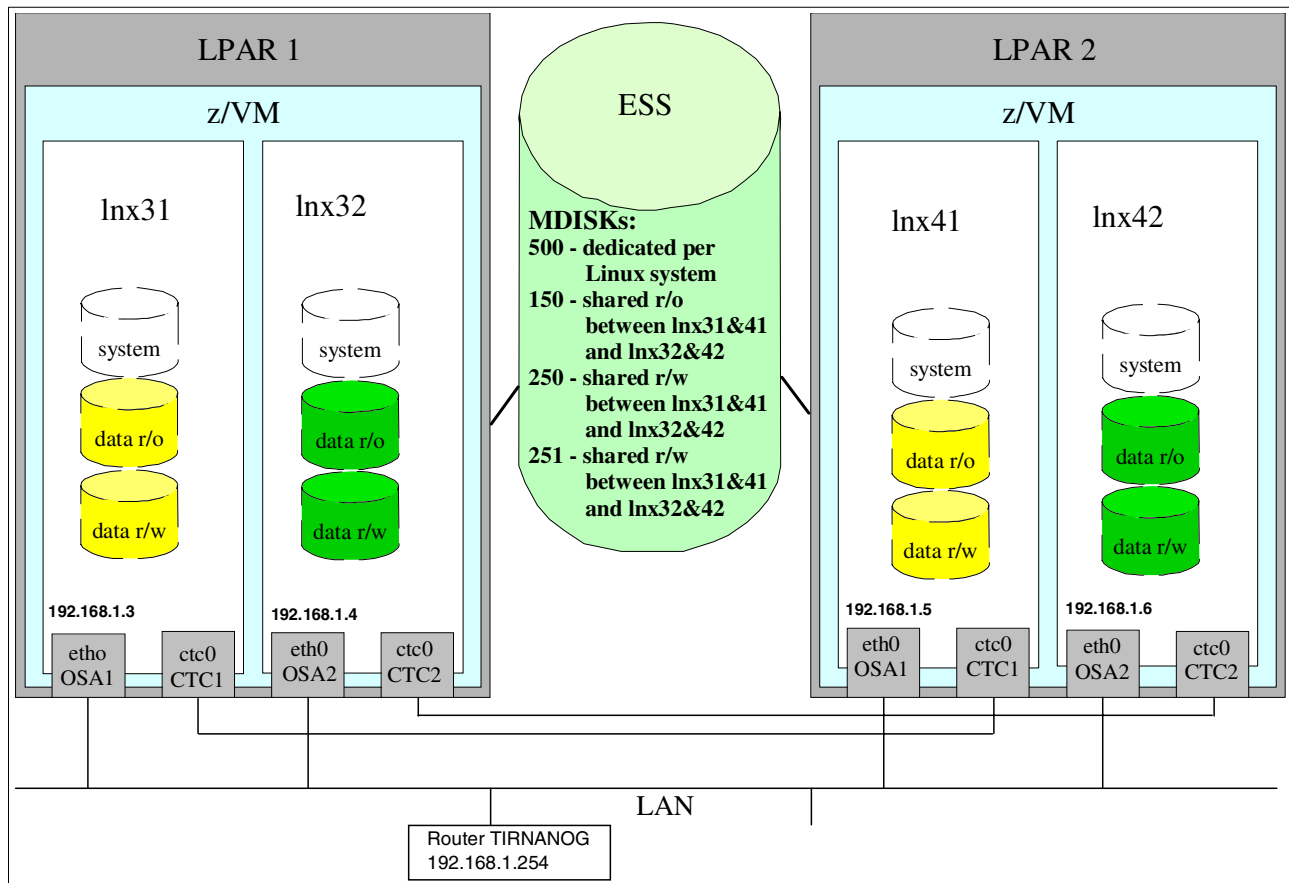 LPAR 1
z/VM
lnx31
system
data r/o
data r/w
192.168.1.3
etho
OSA1
ctc0
CTC1
lnx32
system
data r/o
data r/w
192.168.1.4
eth0
OSA2
ctc0
CTC2
ESS
MDISKs:
500 - dedicated per
Linux system
150 - shared r/o
between lnx31&41
and lnx32&42
250 - shared r/w
between lnx31&41
and lnx32&42
251 - shared r/w
between lnx31&41
and lnx32&42
LPAR 2
z/VM
lnx41
system
data r/o
data r/w
192.168.1.5
eth0
OSA1
ctc0
CTC1
lnx42
system
data r/o
data r/w
192.168.1.6
eth0
OSA2
ctc0
CTC2
LAN
Router TIRNANOG
192.168.1.254